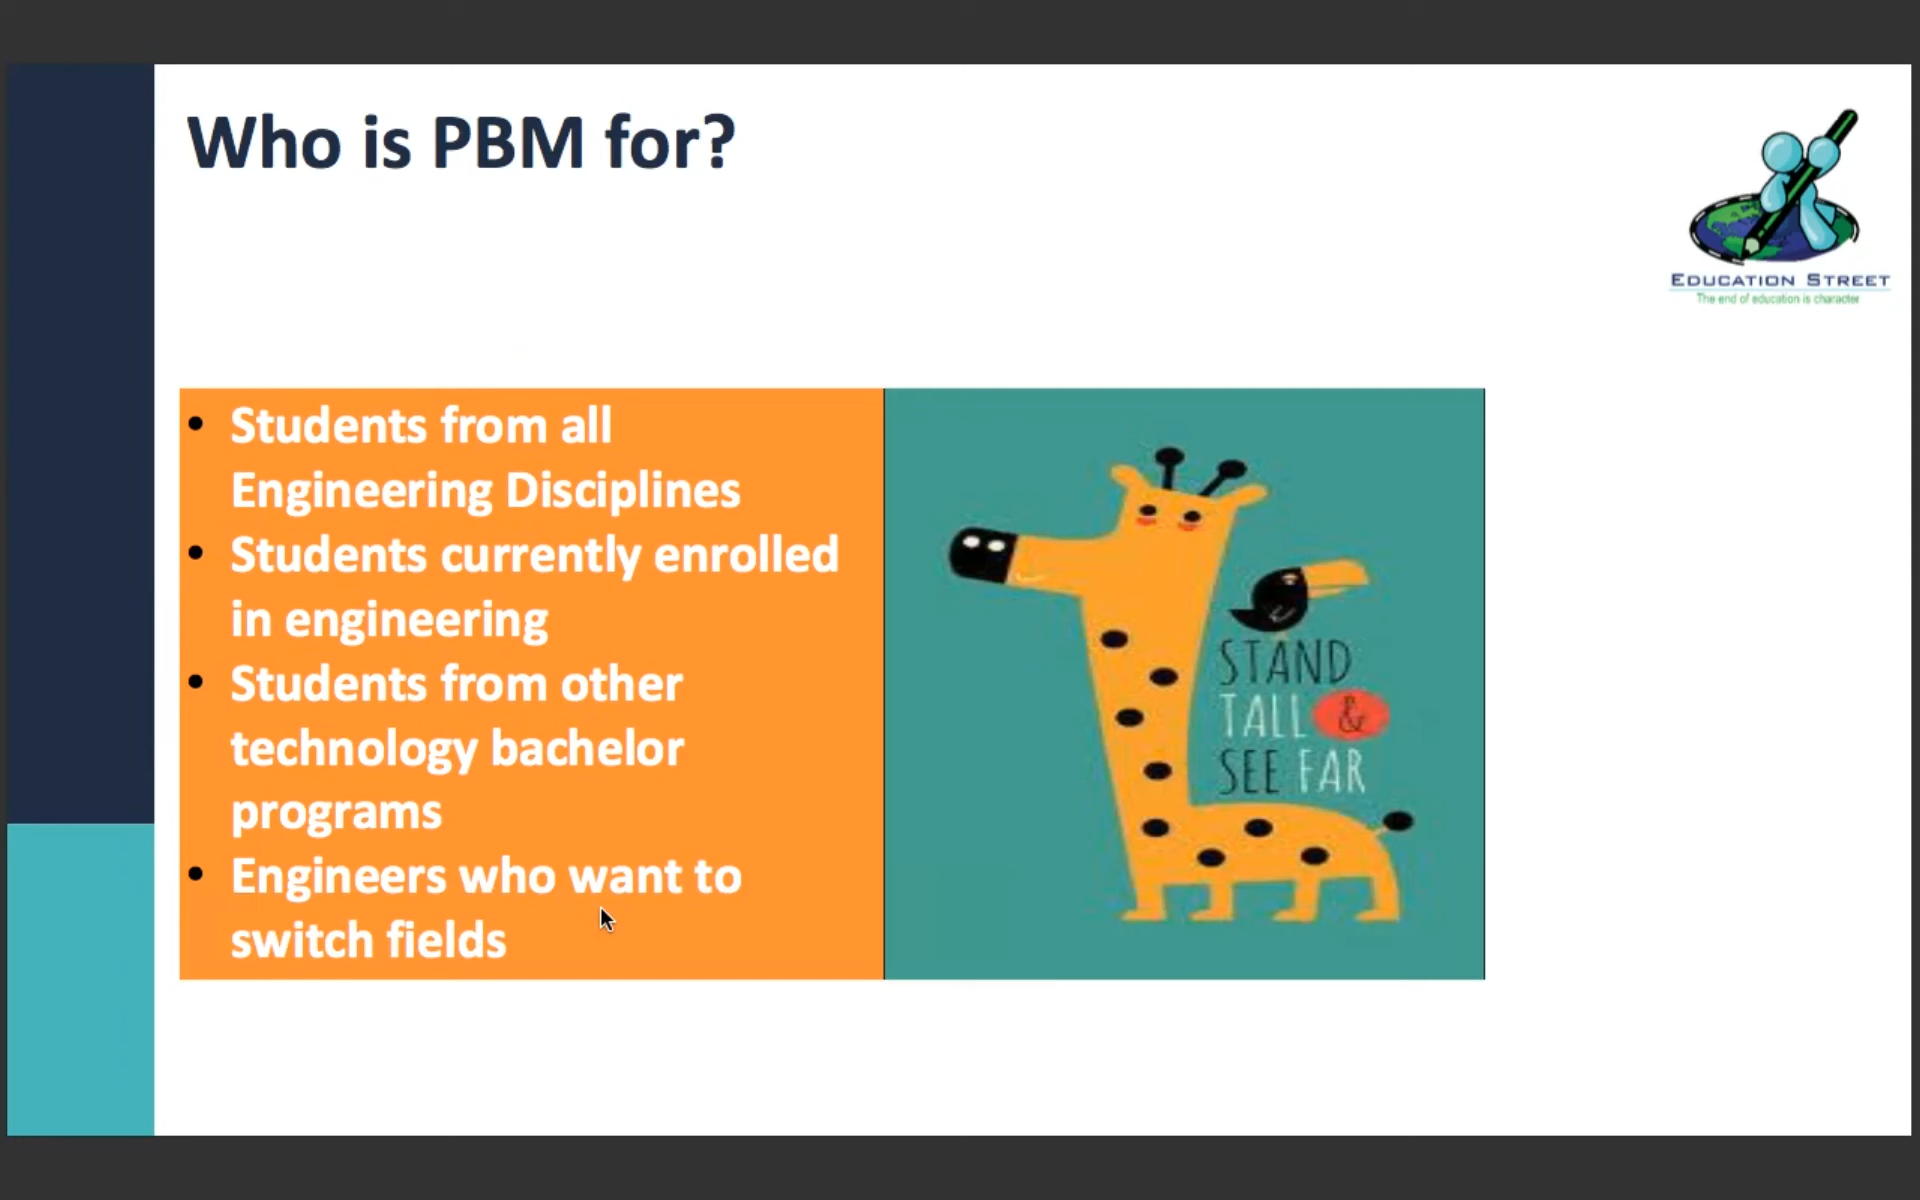 Who is PBM for?
EDUCATION STREET
The end of education is character
• Students from all
Engineering Disciplines
• Students currently enrolled
in engineering
• Students from other
technology bachelor
programs
• Engineers who want to
switch fields
STAND
TALL &
SEE FAR